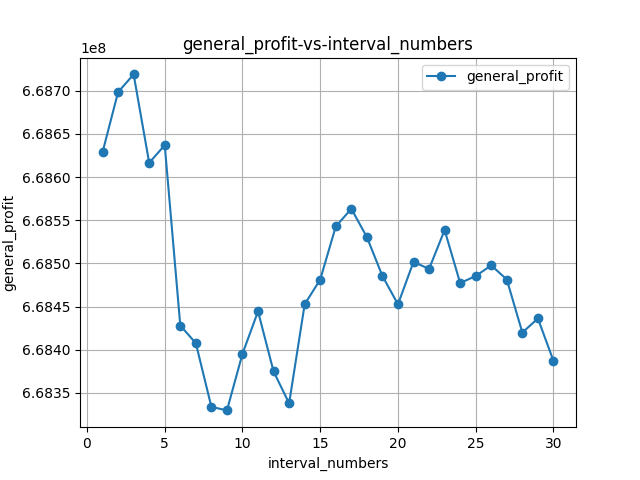 general_profit-vs-interval_numbers
1e8
general_profit
6.6870
6.6865
6.6860
6.6855
6.6850
6.6845
6.6840
6.6835
general_profit
0 5 10 15 20 25 30
interval_numbers